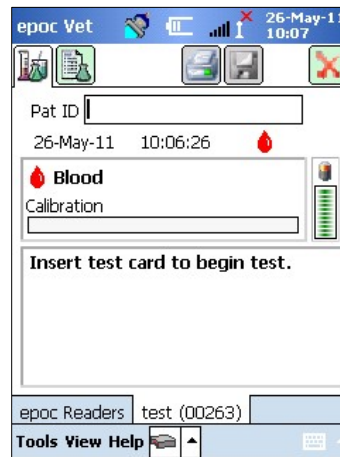 epoc Vet 26-May-11
10:07
Pat ID
26-May-11 10:06:26
Blood
Calibration
Insert test card to begin test.
epoc Readers test (00263)
Tools View Help